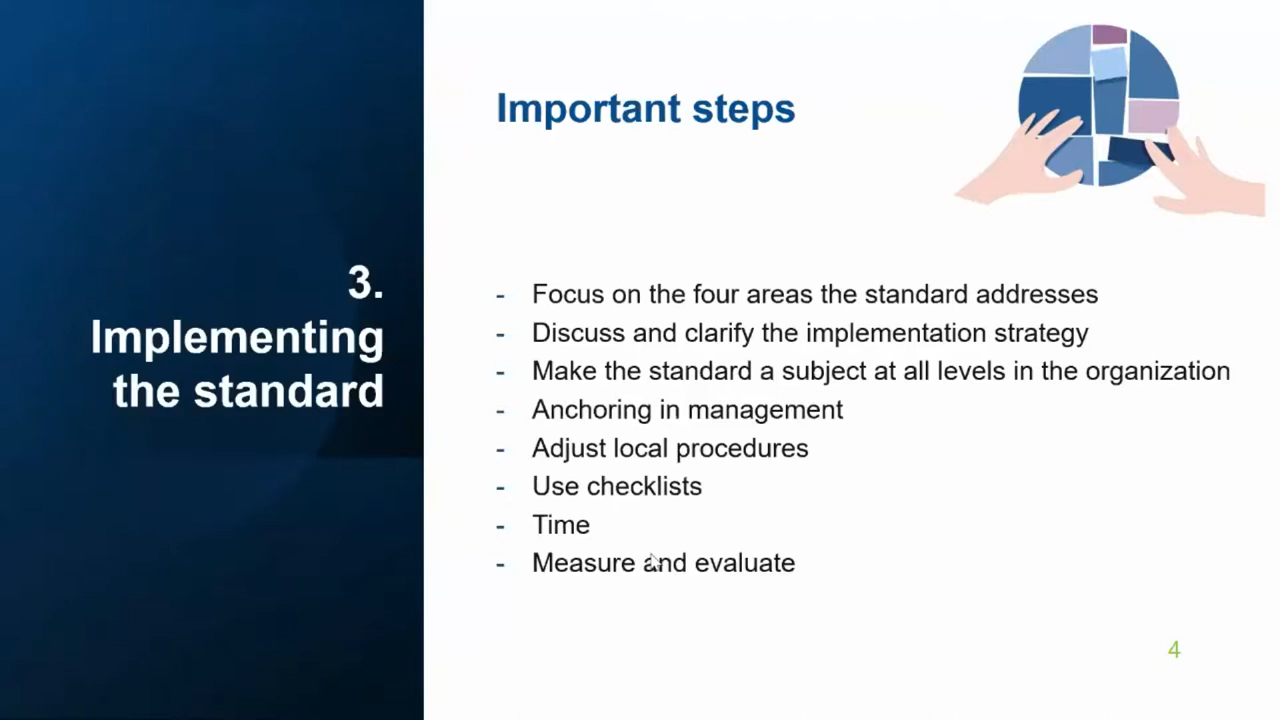 3.
Implementing
the standard
Important steps
- Focus on the four areas the standard addresses
- Discuss and clarify the implementation strategy
- Make the standard a subject at all levels in the organization
- Anchoring in management
- Adjust local procedures
- Use checklists
- Time
- Measure and evaluate
4